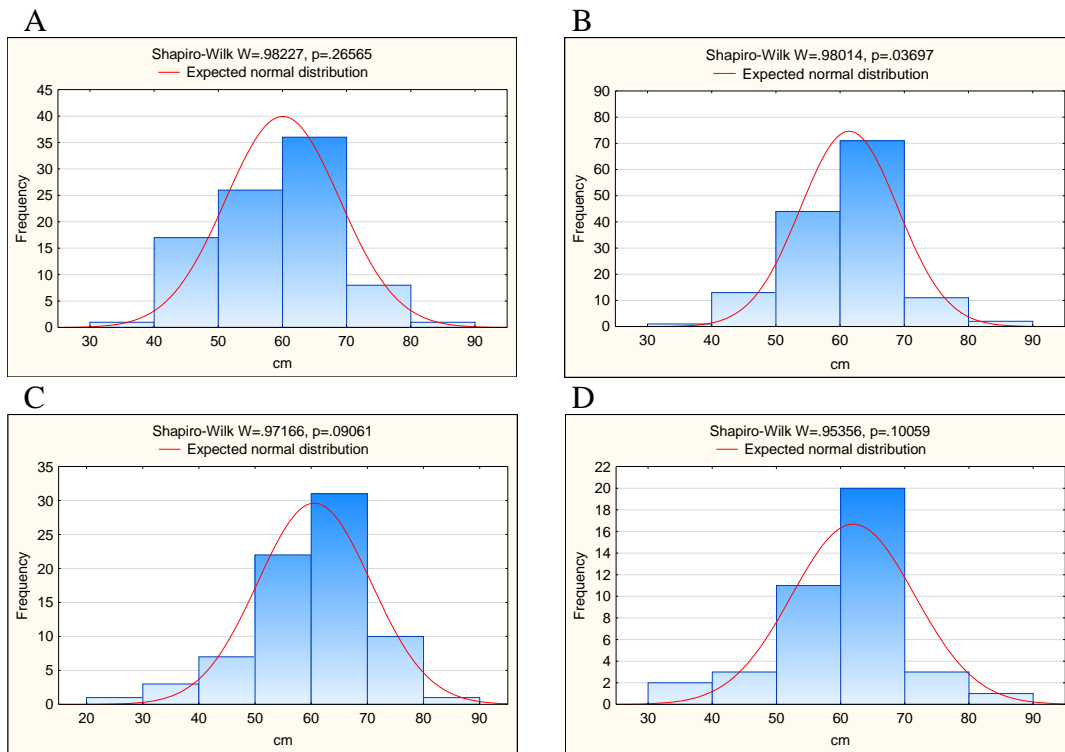 A
Shapiro-Wilk W=.98227, p=.26565
Expected normal distribution
45
40
35
30
25
20
15
10
5
0
Frequency
30 40 50 60 70 80 90
cm
B
Shapiro-Wilk W=.98014, p=.03697
Expected normal distribution
90
80
70
60
50
40
30
20
10
0
Frequency
30 40 50 60 70 80 90
cm
C
Shapiro-Wilk W=.97166, p=.09061
Expected normal distribution
35
30
25
20
15
10
5
0
Frequency
20 30 40 50 60 70 80 90
cm
D
Shapiro-Wilk W=.95356, p=.10059
Expected normal distribution
22
20
18
16
14
12
10
8
6
4
2
0
Frequency
30 40 50 60 70 80 90
cm